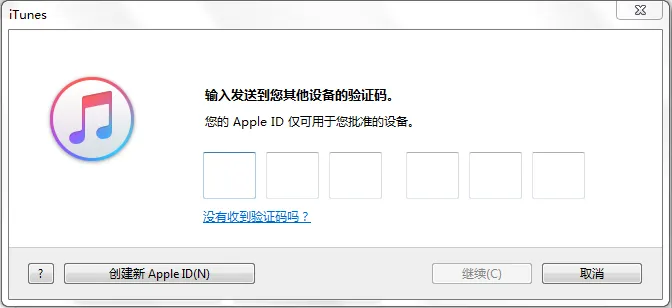 iTunes
输入发送到您其他设备的验证码。
您的 Apple ID 仅可用于您批准的设备。
没有收到验证码吗？
?
创建新 Apple ID(N)
继续(C)
取消